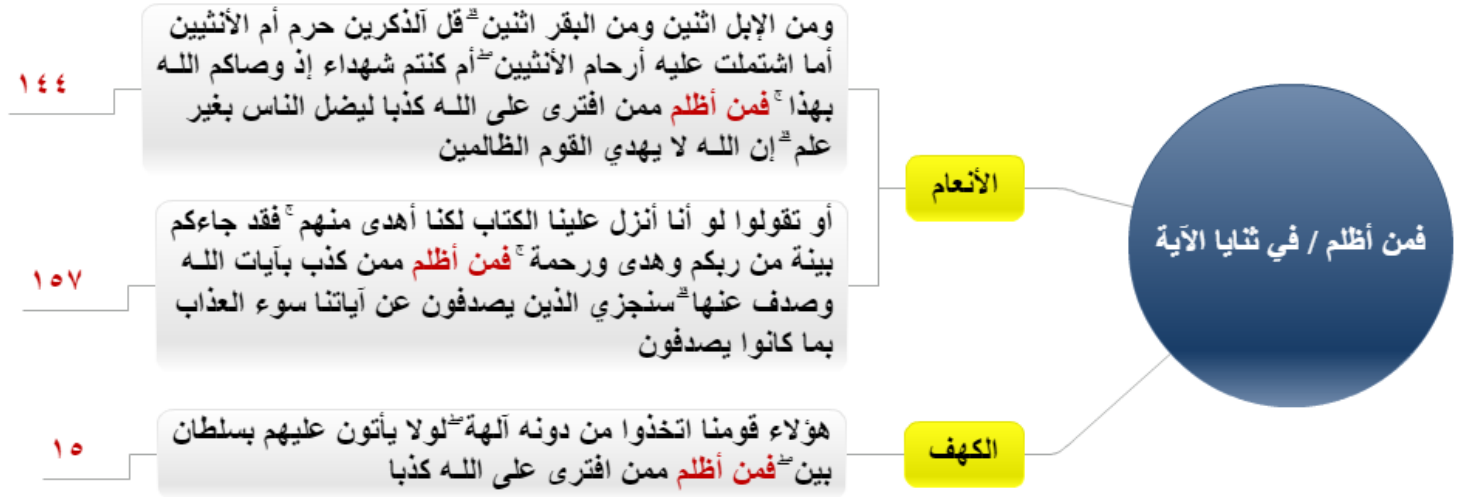 فمن أظلم / في ثنايا الآية
الأنعام
ومن الإبل اثنين ومن البقر اثنين ۗ قل آلذكرين حرم أم الأنثيين
أما اشتملت عليه أرحام الأنثيين ۖ أم كنتم شهداء إذ وصاكم اللـه
بهذا ۚ فمن أظلم ممن افترى على اللـه كذبا ليضل الناس بغير
علم ۗ إن اللـه لا يهدي القوم الظالمين
١٤٤
أو تقولوا لو أنا أنزل علينا الكتاب لكنا أهدى منهم ۚ فقد جاءكم
بينة من ربكم وهدى ورحمة ۚ فمن أظلم ممن كذب بآيات اللـه
وصدف عنها ۗ سنجزي الذين يصدفون عن آياتنا سوء العذاب
بما كانوا يصدفون
١٥٧
الكهف
هؤلاء قومنا اتخذوا من دونه آلهة ۖ لولا يأتون عليهم بسلطان
بين ۖ فمن أظلم ممن افترى على اللـه كذبا
١٥